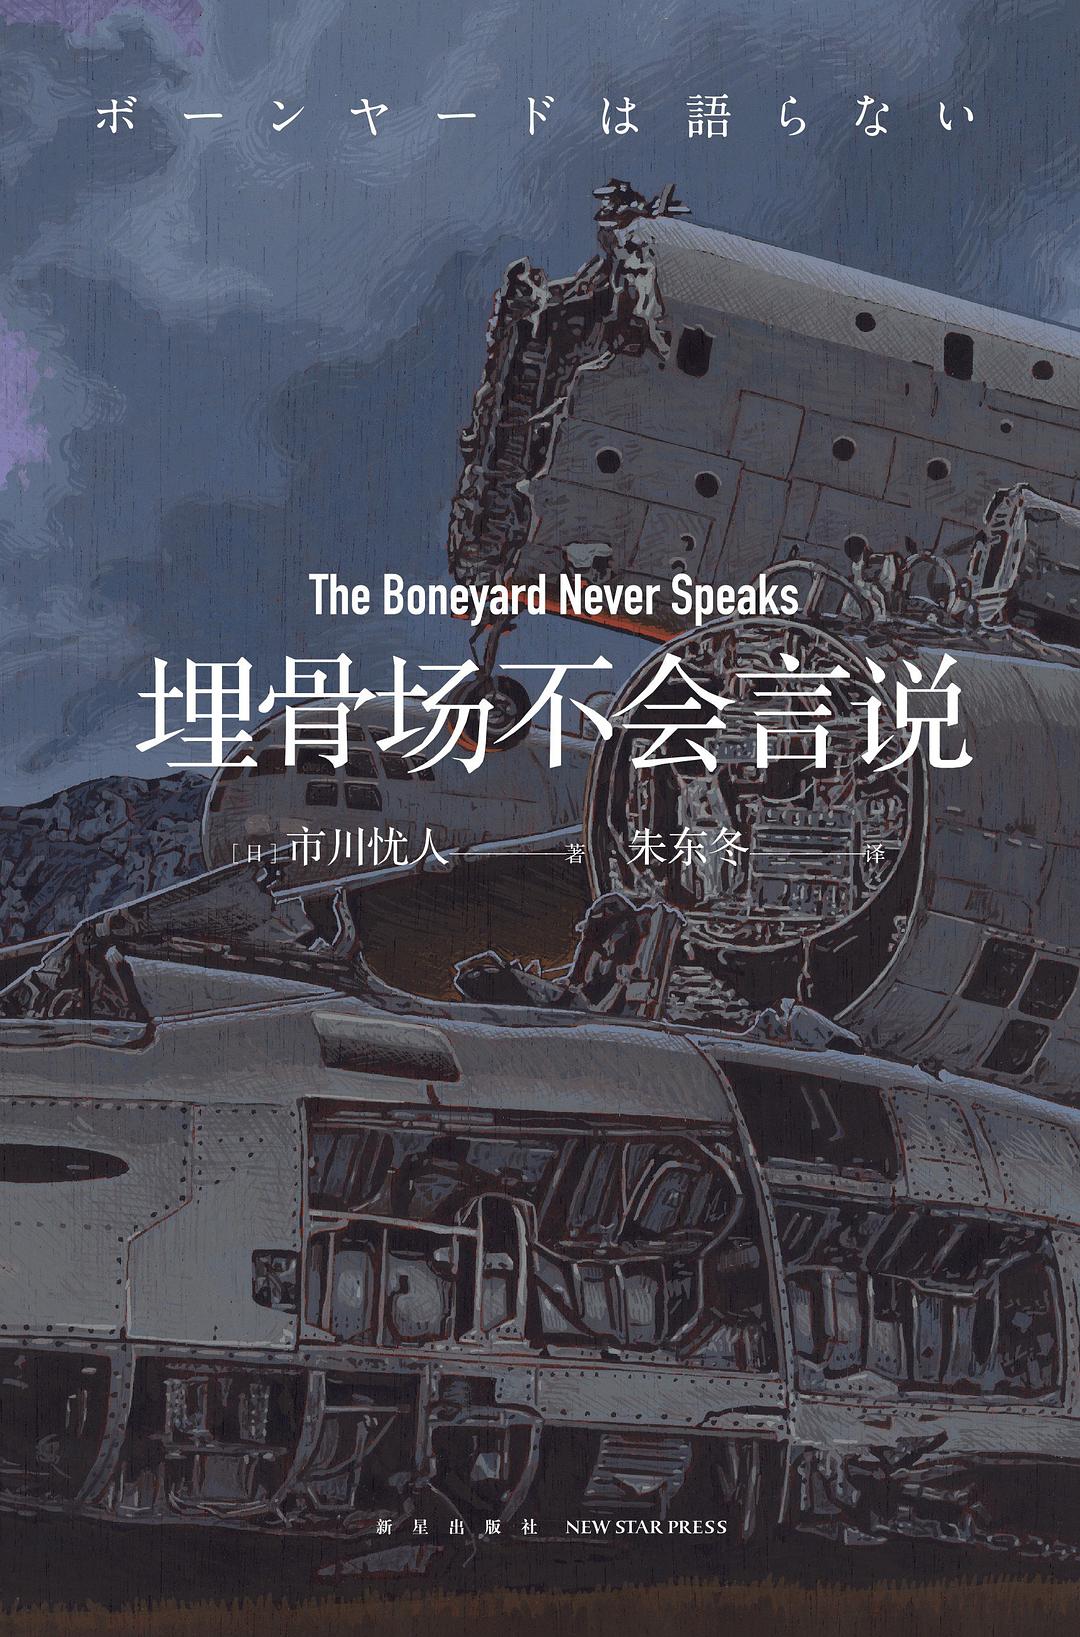 ボーンヤードは語らない
The Boneyard Never Speaks
埋骨场不会言说
[日]市川忧人——著 朱东冬——译
新星出版社 NEW STAR PRESS